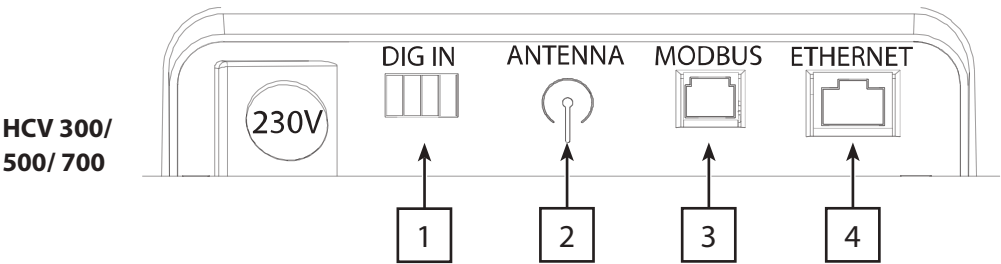 DIG IN ANTENNA MODBUS ETHERNET
230V
HCV 300/
500/ 700
1 2 3 4